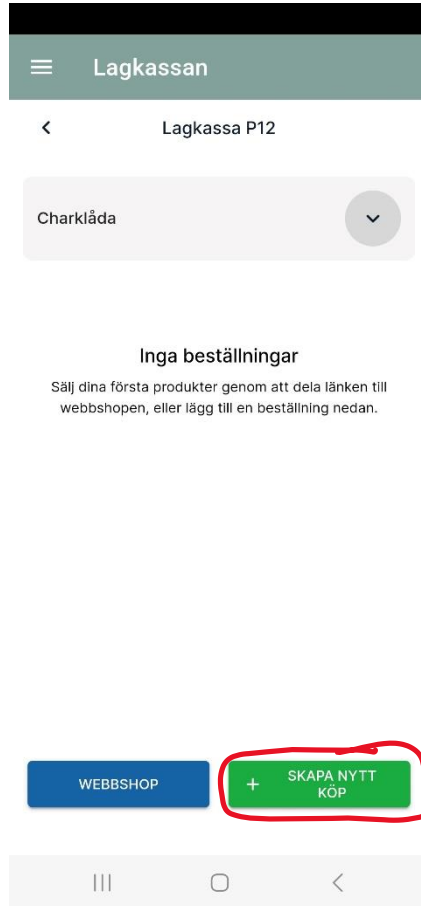 Lagkassan
Lagkassa P12
Charklåda
Inga beställningar
Sälj dina första produkter genom att dela länken till
webbshopen, eller lägg till en beställning nedan.
WEBBSHOP
+ SKAPA NYTT
KÖP